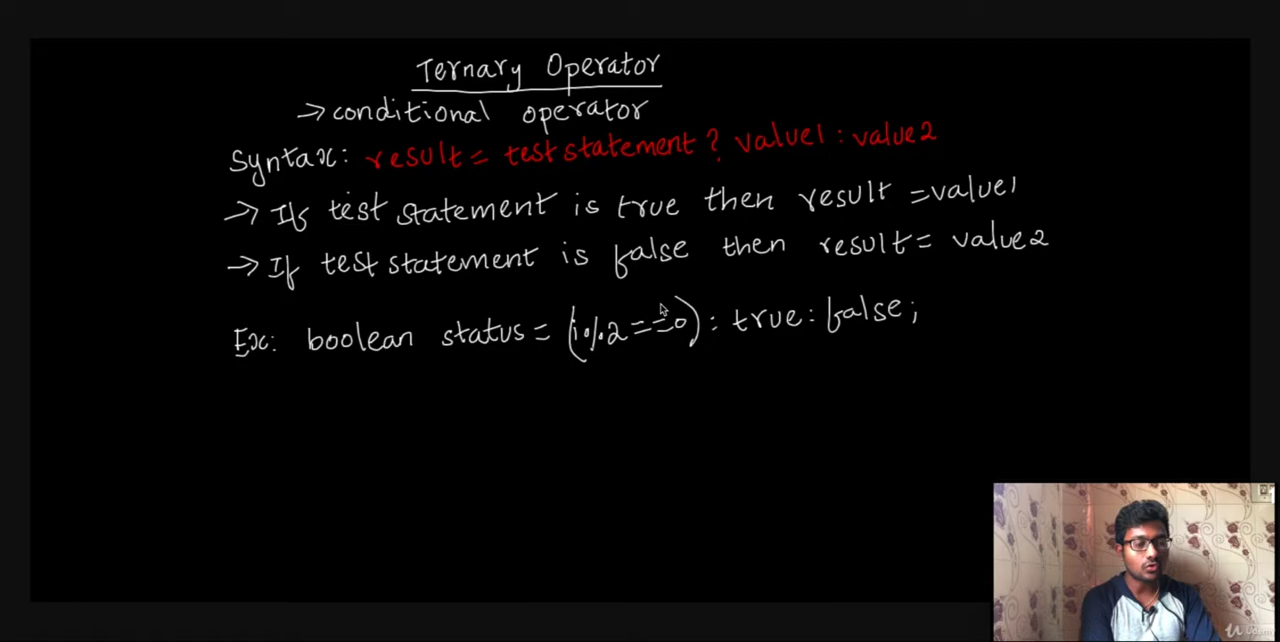 Ternary Operator
→ conditional operator
Syntax: result = test statement ? value1 : value2
→ If test statement is true then result = value1
→ If test statement is false then result = value2
Ex: boolean status = (10%2==0) : true : false;